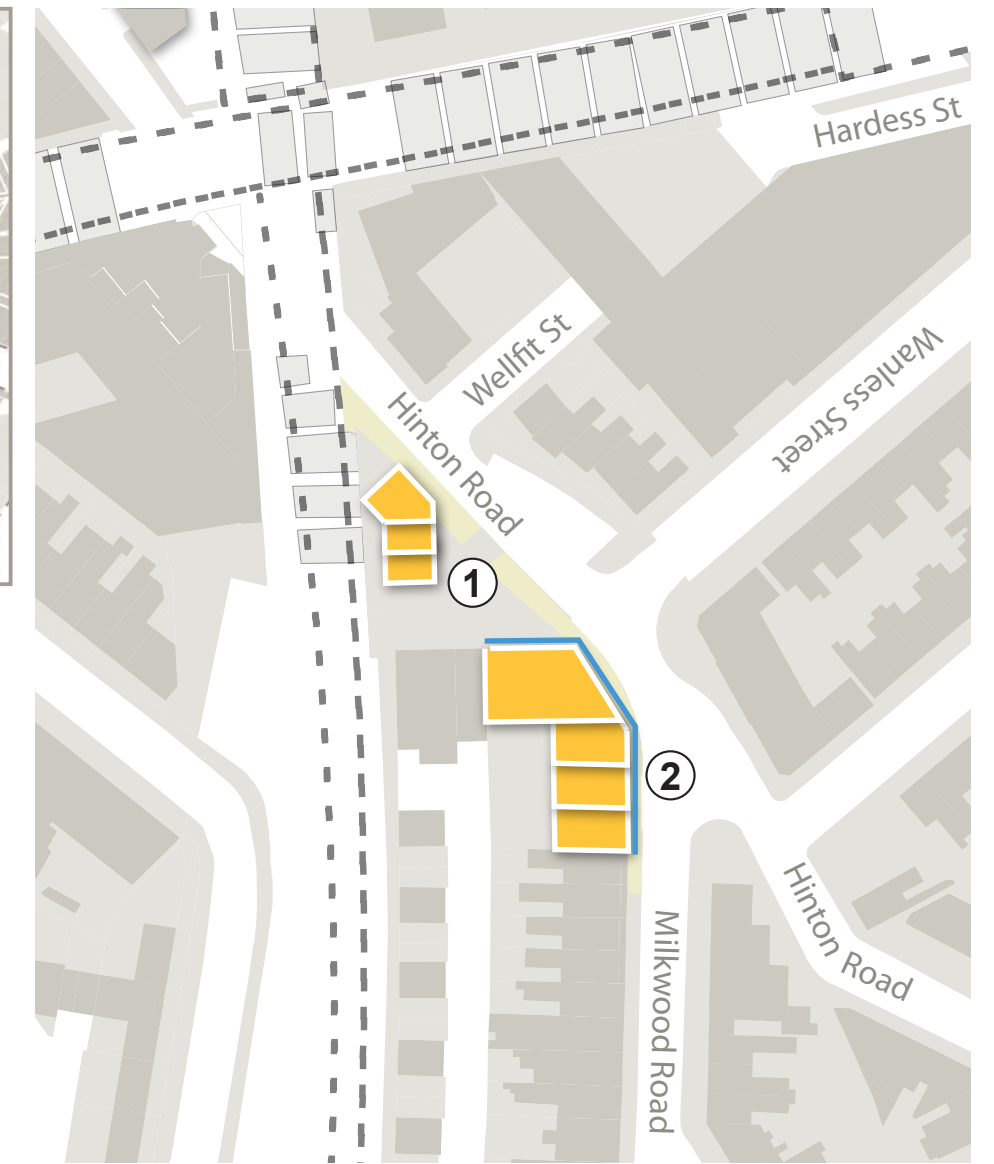 Hardess St
Wellfit St
Wanless Street
Hinton Road
1
2
Hinton Road
Milkwood Road